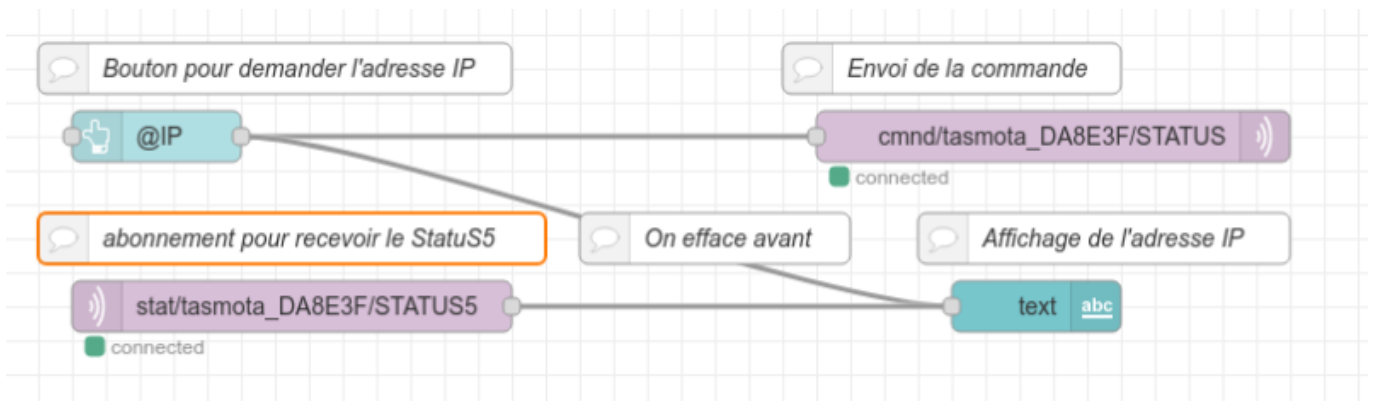 Bouton pour demander l'adresse IP
Envoi de la commande
@IP
cmnd/tasmota_DA8E3F/STATUS
connected
abonnement pour recevoir le StatuS5
On efface avant
Affichage de l'adresse IP
stat/tasmota_DA8E3F/STATUS5
text
abc
connected